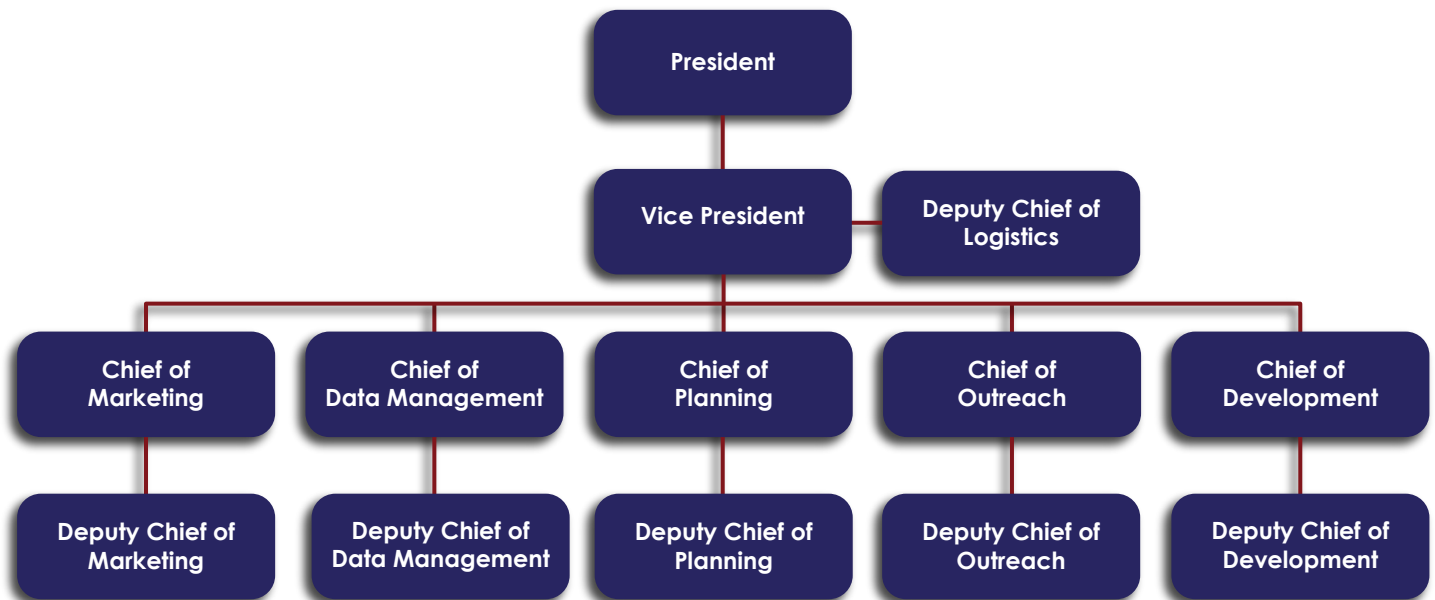 President
Vice President
Deputy Chief of
Logistics
Chief of
Marketing
Chief of
Data Management
Chief of
Planning
Chief of
Outreach
Chief of
Development
Deputy Chief of
Marketing
Deputy Chief of
Data Management
Deputy Chief of
Planning
Deputy Chief of
Outreach
Deputy Chief of
Development